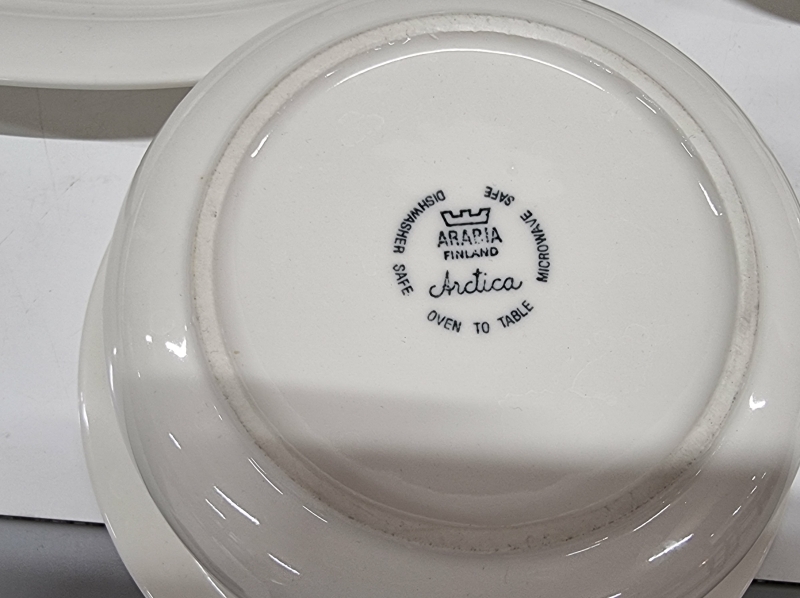 ARABIA
FINLAND
Arctica
DISHWASHER SAFE
OVEN TO TABLE
MICROWAVE SAFE